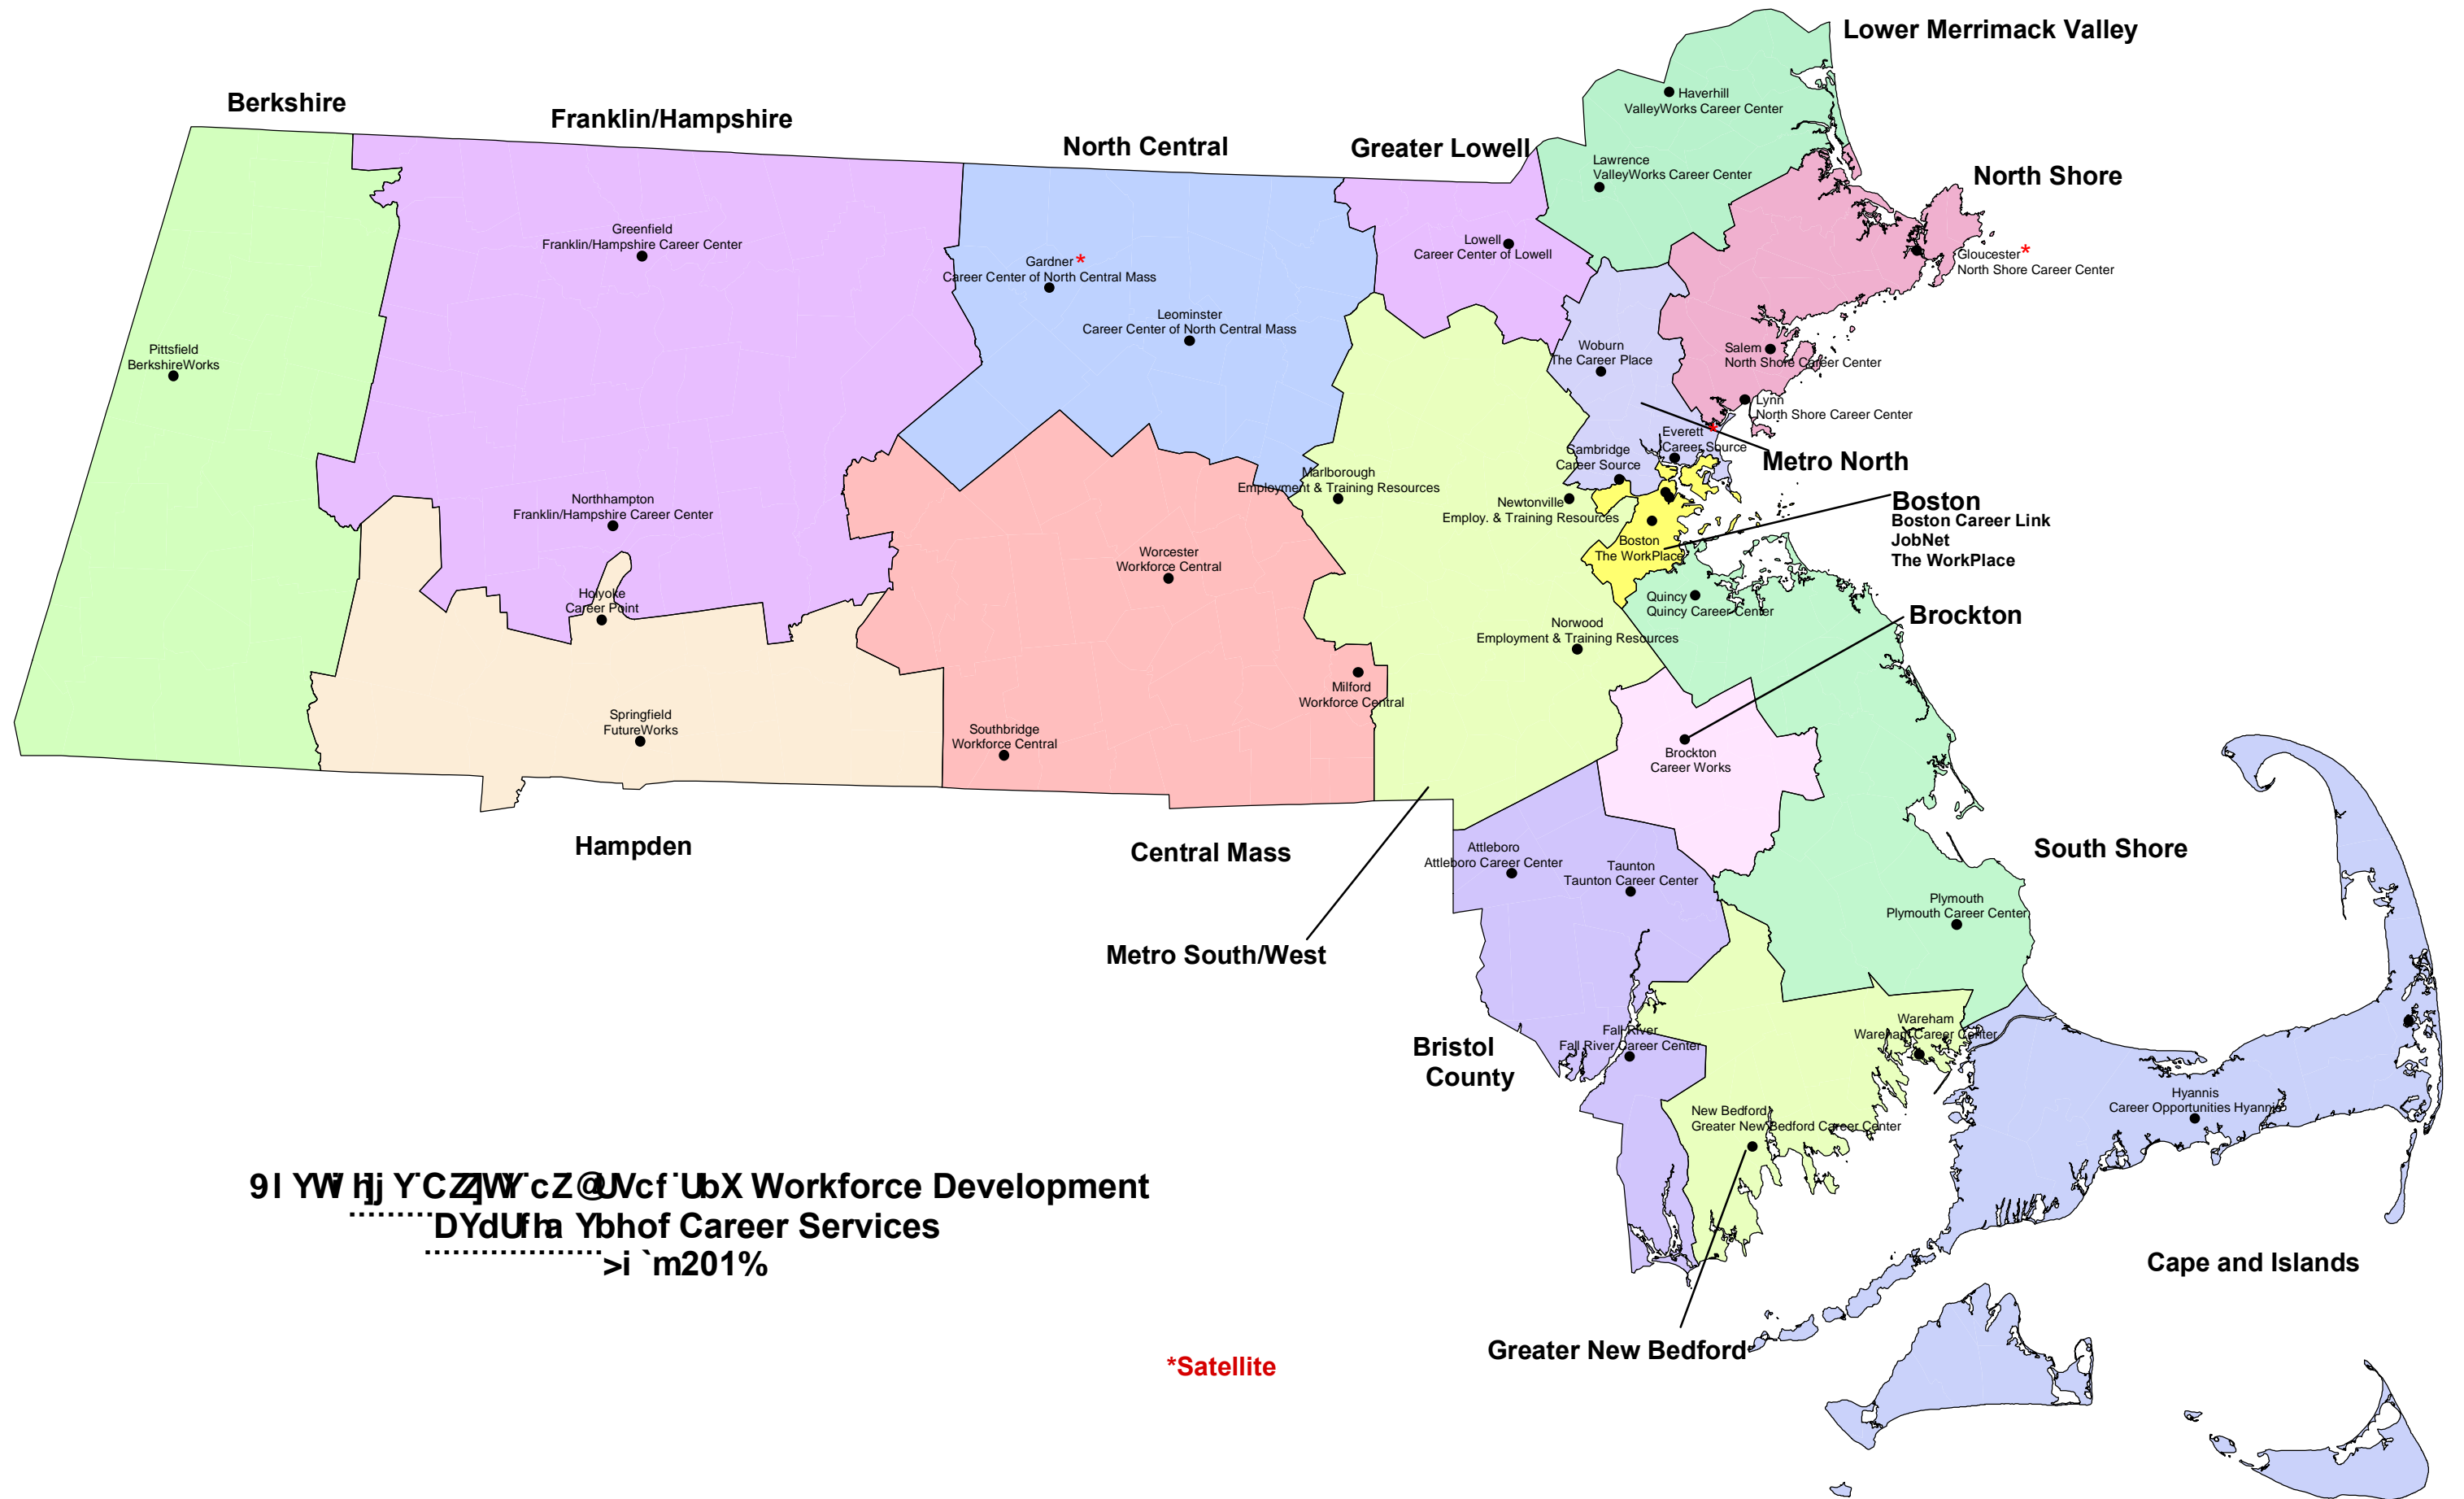 Lower Merrimack Valley
Berkshire
Franklin/Hampshire
North Central
Greater Lowell
North Shore
Haverhill
ValleyWorks Career Center
Lawrence
ValleyWorks Career Center
Greenfield
Franklin/Hampshire Career Center
Gardner*
Career Center of North Central Mass
Lowell
Career Center of Lowell
Gloucester*
North Shore Career Center
Leominster
Career Center of North Central Mass
Pittsfield
BerkshireWorks
Woburn
The Career Place
Salem
North Shore Career Center
Lynn
North Shore Career Center
Everett *
Career Source
Cambridge
Career Source
Metro North
Marlborough
Employment & Training Resources
Newtonville
Employ. & Training Resources
Boston
Boston Career Link
JobNet
The WorkPlace
Northhampton
Franklin/Hampshire Career Center
Boston
The WorkPlace
Worcester
Workforce Central
Holyoke
Career Point
Quincy
Quincy Career Center
Brockton
Norwood
Employment & Training Resources
Milford
Workforce Central
Springfield
FutureWorks
Southbridge
Workforce Central
Brockton
Career Works
Hampden
Central Mass
South Shore
Attleboro
Attleboro Career Center
Taunton
Taunton Career Center
Plymouth
Plymouth Career Center
Metro South/West
Wareham
Wareham Career Center
Fall River
Fall River Career Center
Bristol
County
Hyannis
Career Opportunities Hyannis
New Bedford
Greater New Bedford Career Center
Workforce Development
of Career Services
201%
Cape and Islands
Greater New Bedford
*Satellite